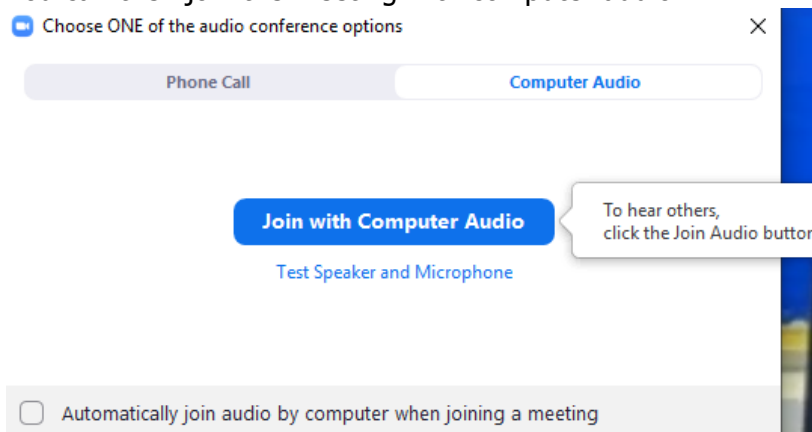 Choose ONE of the audio conference options
Phone Call
Computer Audio
Join with Computer Audio
To hear others,
click the Join Audio button
Test Speaker and Microphone
Automatically join audio by computer when joining a meeting